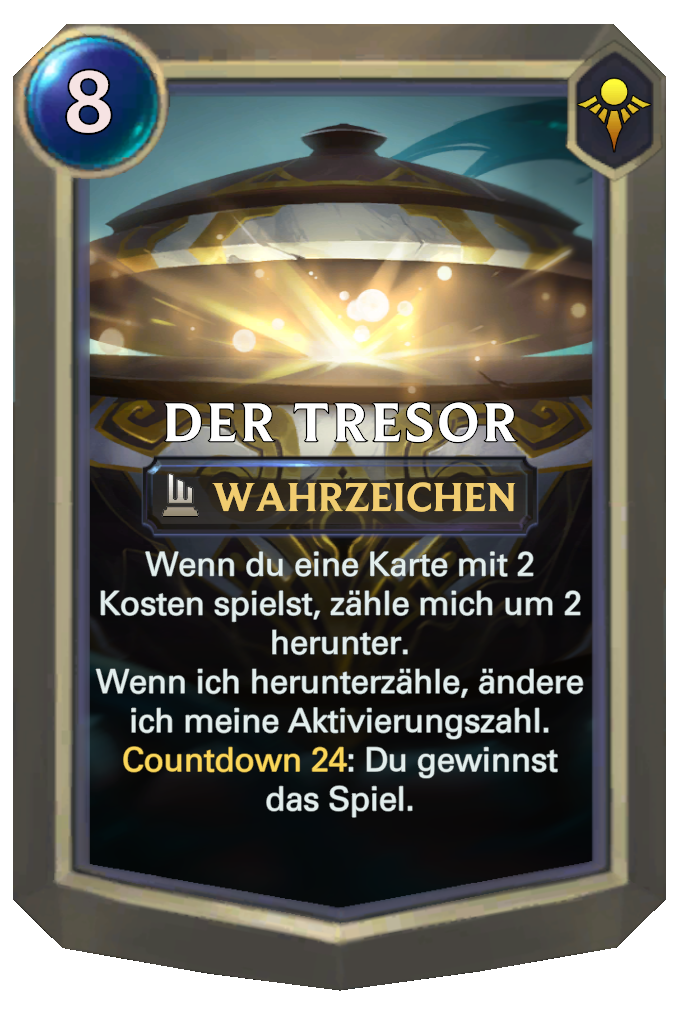 8
DER TRESOR
WAHRZEICHEN
Wenn du eine Karte mit 2
Kosten spielst, zähle mich um 2
herunter.
Wenn ich herunterzähle, ändere
ich meine Aktivierungszahl.
Countdown 24: Du gewinnst
das Spiel.